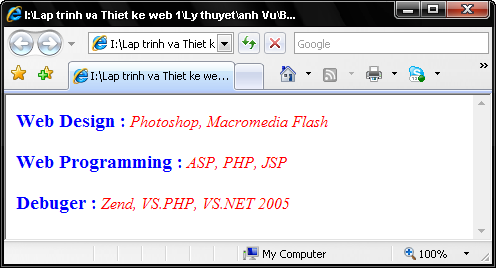 I:\Lap trinh va Thiet ke web 1\Ly thuyet\anh Vu\B...
I:\Lap trinh va Thiet k
Google
I:\Lap trinh va Thiet ke we...
Web Design : Photoshop, Macromedia Flash
Web Programming : ASP, PHP, JSP
Debuger : Zend, VS.PHP, VS.NET 2005
My Computer
100%